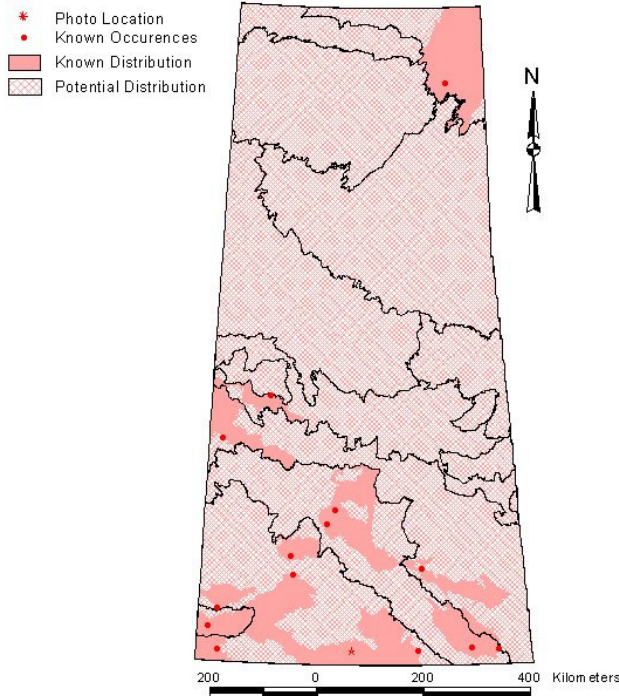 Photo Location
Known Occurences
Known Distribution
Potential Distribution
N
200 0 200 400 Kilometers